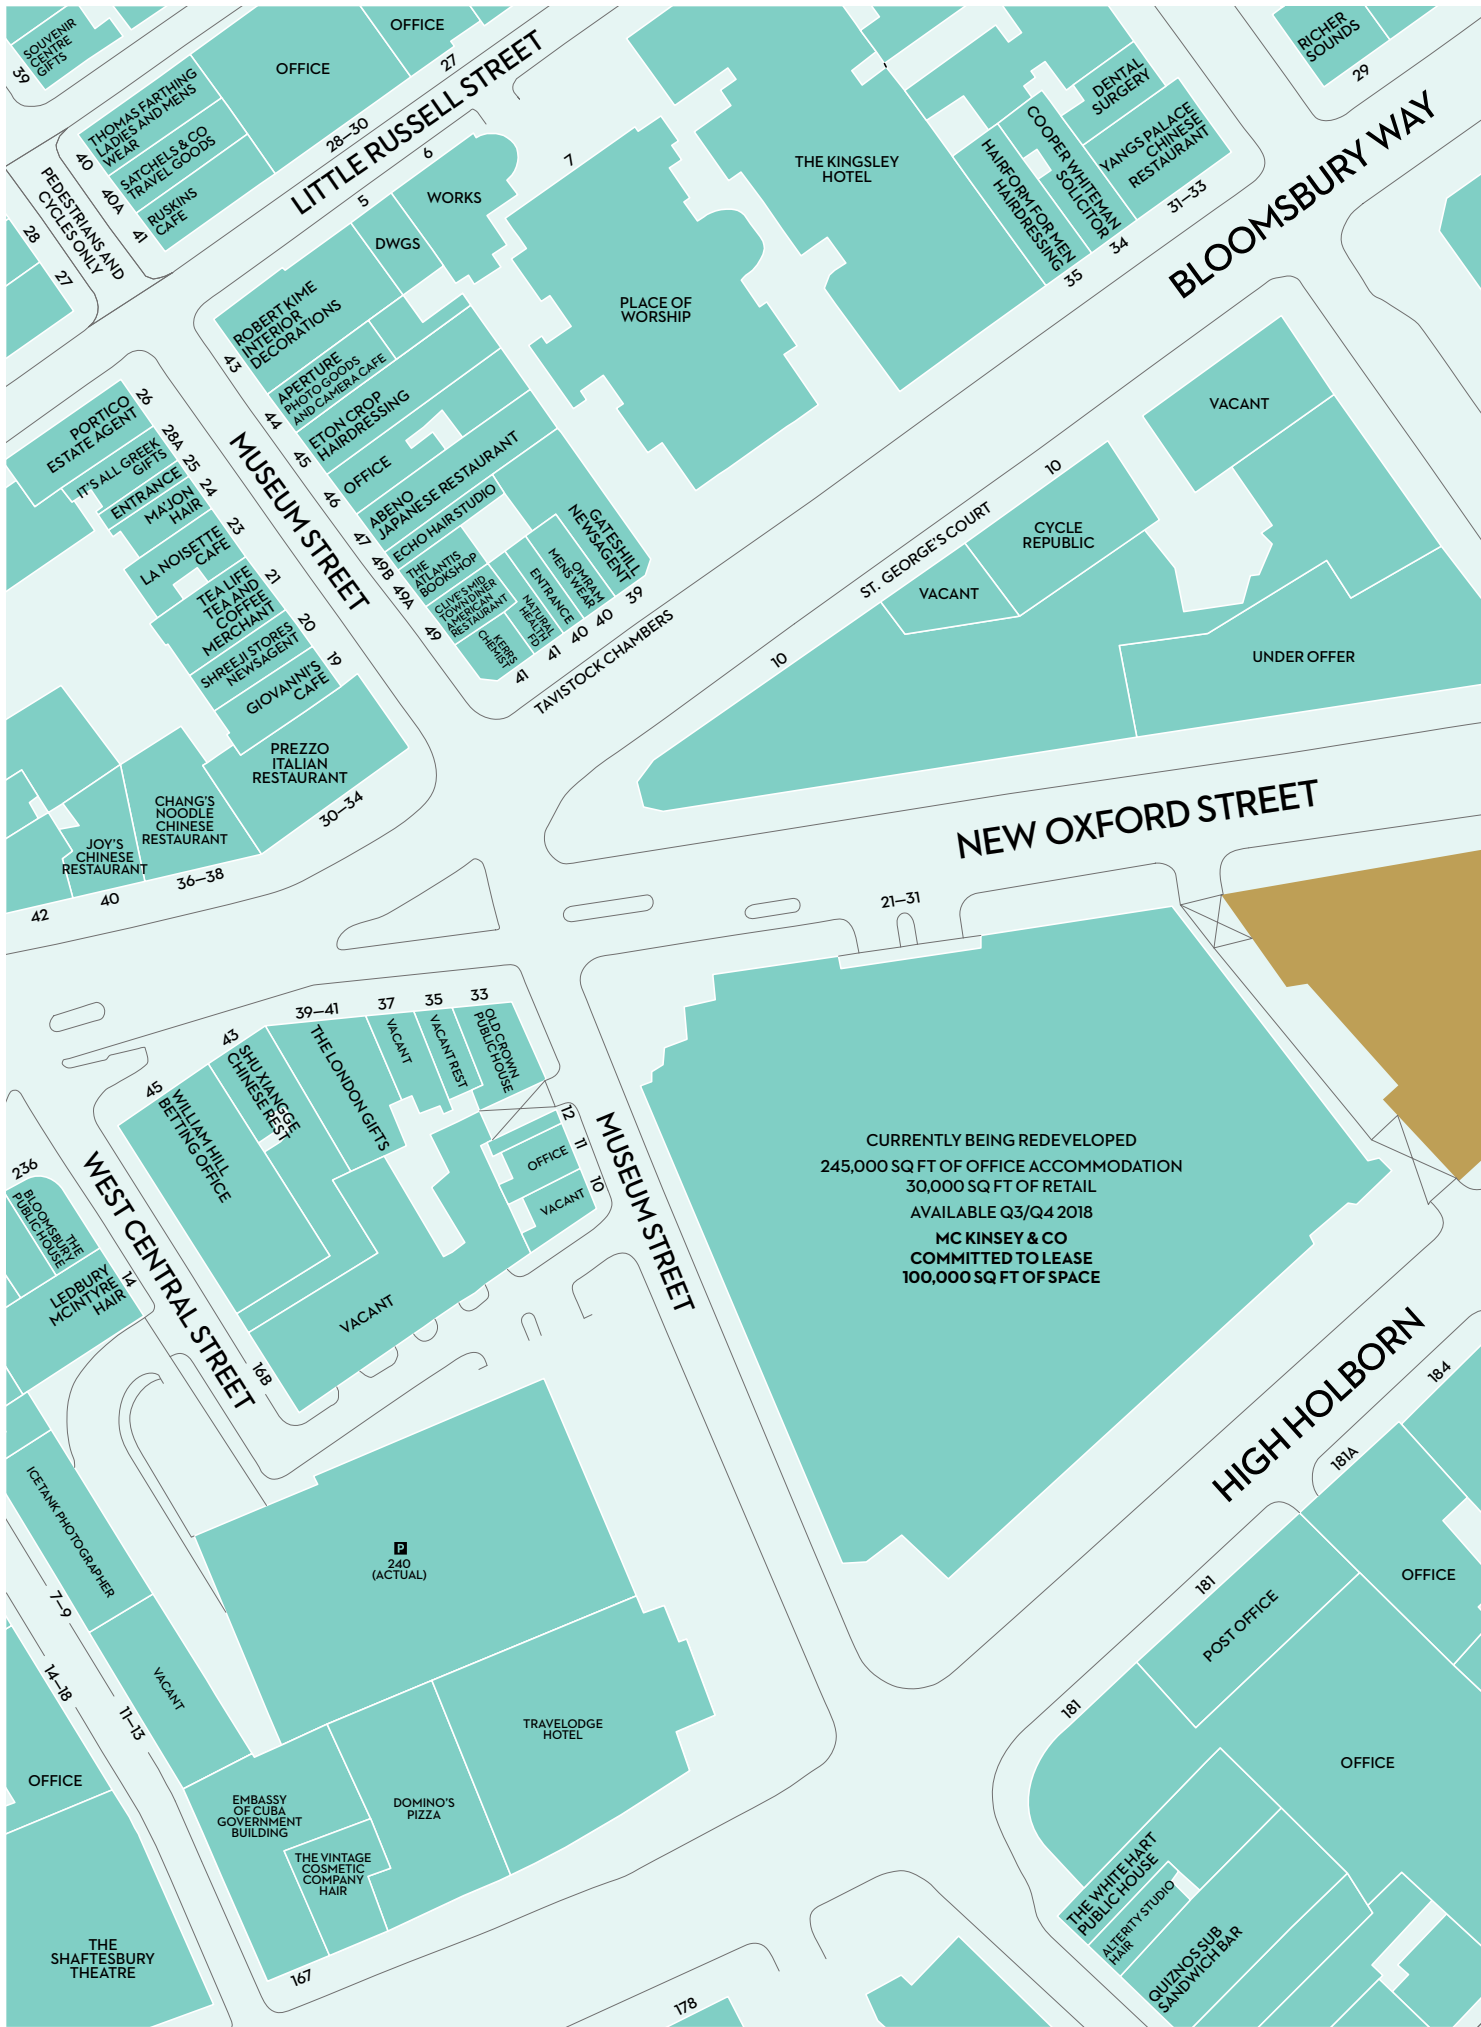 SOUVENIR
CENTRE
GIFTS
39
OFFICE
OFFICE
27
28–30
LITTLE RUSSELL STREET
THOMAS FARTHING
LADIES AND MENS
WEAR
SATCHELS & CO
TRAVEL GOODS
RUSKINS
CAFE
40
40A
41
PEDESTRIANS AND
CYCLES ONLY
28
27
5
6
7
WORKS
DWGS
PLACE OF
WORSHIP
THE KINGSLEY
HOTEL
RICHER
SOUNDS
29
DENTAL
SURGERY
YANGS PALACE
CHINESE
RESTAURANT
COOPER WHITEMAN
SOLICITOR
HAIRFORM FOR MEN
HAIRDRESSING
31–33
34
35
BLOOMSBURY WAY
ROBERT KIME
INTERIOR
DECORATIONS
43
APERTURE
PHOTO GOODS
AND CAMERA CAFE
44
ETON CROP
HAIRDRESSING
45
OFFICE
46
ABENO
JAPANESE RESTAURANT
47
ECHO HAIR STUDIO
49B
THE
ATLANTIS
BOOKSHOP
49A
CLIVE'S MID
TOWN DINER
AMERICAN
RESTAURANT
49
KERRS
CHEMIST
41
NATURAL
HEALTH
FD
41
ENTRANCE
40
OMRAM
MENS WEAR
40
GATESHILL
NEWSAGENT
39
TAVISTOCK CHAMBERS
MUSEUM STREET
PORTICO
ESTATE AGENT
26
IT'S ALL GREEK
GIFTS
28A
ENTRANCE
25
MA'JON
HAIR
24
LA NOISETTE
CAFE
23
TEA LIFE
TEA AND
COFFEE
MERCHANT
21
SHREEJI STORES
NEWSAGENT
20
GIOVANNI'S
CAFE
19
PREZZO
ITALIAN
RESTAURANT
30–34
CHANG'S
NOODLE
CHINESE
RESTAURANT
36–38
JOY'S
CHINESE
RESTAURANT
40
42
VACANT
CYCLE
REPUBLIC
VACANT
10
ST. GEORGE'S COURT
10
UNDER OFFER
NEW OXFORD STREET
21–31
CURRENTLY BEING REDEVELOPED
245,000 SQ FT OF OFFICE ACCOMMODATION
30,000 SQ FT OF RETAIL
AVAILABLE Q3/Q4 2018
MC KINSEY & CO
COMMITTED TO LEASE
100,000 SQ FT OF SPACE
45
WILLIAM HILL
BETTING OFFICE
43
SHU XIANGGE
CHINESE REST
39–41
THE LONDON GIFTS
37
VACANT
35
VACANT REST
33
OLD CROWN
PUBLIC HOUSE
12
11
OFFICE
10
VACANT
VACANT
16B
MUSEUM STREET
WEST CENTRAL STREET
236
THE
BLOOMSBURY
PUBLIC HOUSE
LEDBURY
MCINTYRE
HAIR
14
HIGH HOLBORN
184
181A
181
POST OFFICE
OFFICE
181
OFFICE
ICETANK PHOTOGRAPHER
7–9
VACANT
14–18
11–13
OFFICE
THE
SHAFTESBURY
THEATRE
P
240
(ACTUAL)
TRAVELODGE
HOTEL
DOMINO'S
PIZZA
EMBASSY
OF CUBA
GOVERNMENT
BUILDING
THE VINTAGE
COSMETIC
COMPANY
HAIR
167
178
THE WHITE HART
PUBLIC HOUSE
ALTERITY STUDIO
HAIR
QUIZNOS SUB
SANDWICH BAR